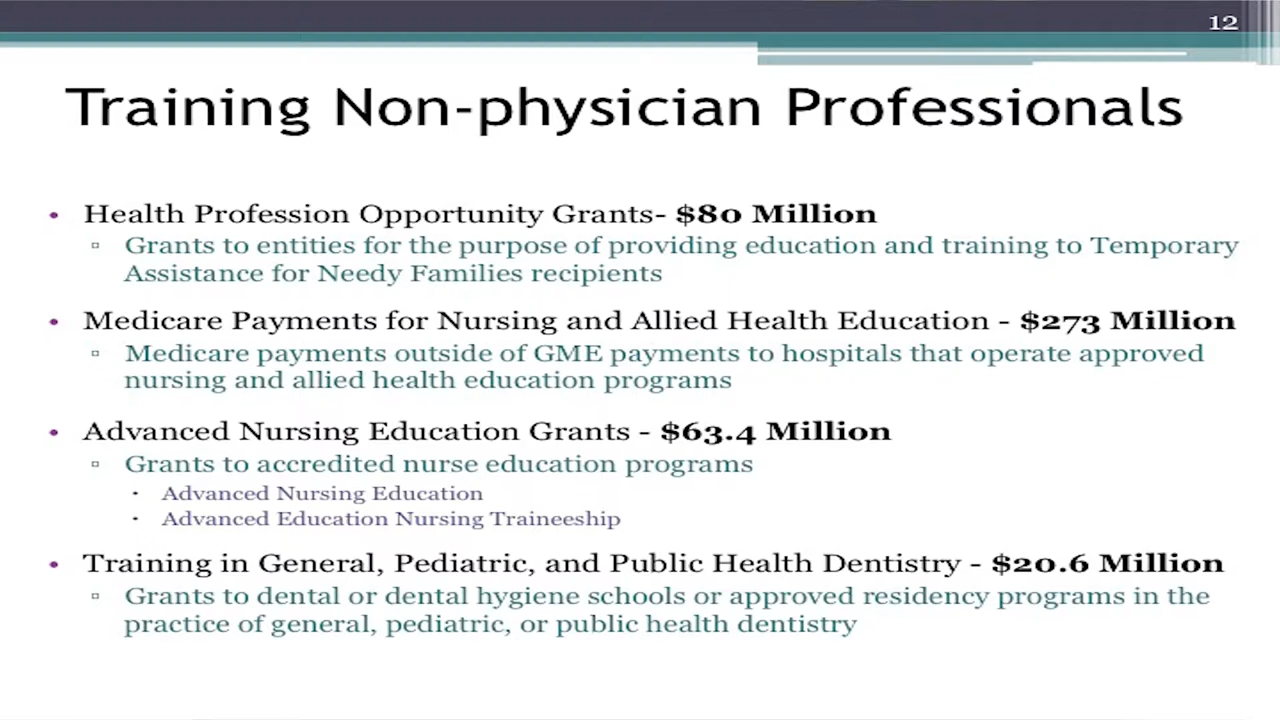 12
Training Non-physician Professionals
• Health Profession Opportunity Grants- $80 Million
▫ Grants to entities for the purpose of providing education and training to Temporary
Assistance for Needy Families recipients
• Medicare Payments for Nursing and Allied Health Education - $273 Million
▫ Medicare payments outside of GME payments to hospitals that operate approved
nursing and allied health education programs
• Advanced Nursing Education Grants - $63.4 Million
▫ Grants to accredited nurse education programs
▪ Advanced Nursing Education
▪ Advanced Education Nursing Traineeship
• Training in General, Pediatric, and Public Health Dentistry - $20.6 Million
▫ Grants to dental or dental hygiene schools or approved residency programs in the
practice of general, pediatric, or public health dentistry